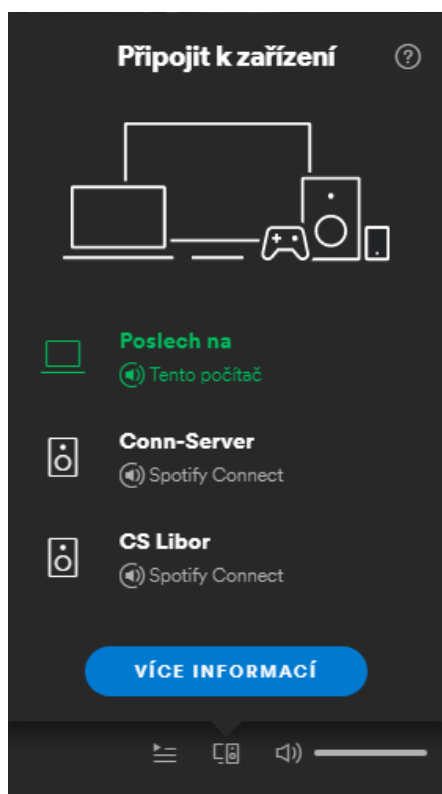 Připojit k zařízení
?
Poslech na
Tento počítač
Conn-Server
Spotify Connect
CS Libor
Spotify Connect
VÍCE INFORMACÍ